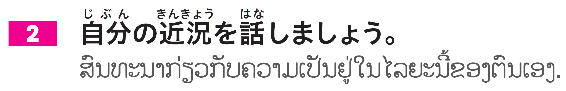 じぶん きんきょう はな
2 自分の近況を話しましょう。
ສົນທະນາກ່ຽວກັບຄວາມເປັນຢູ່ໃນໄລຍະນີ້ຂອງຕົນເອງ.